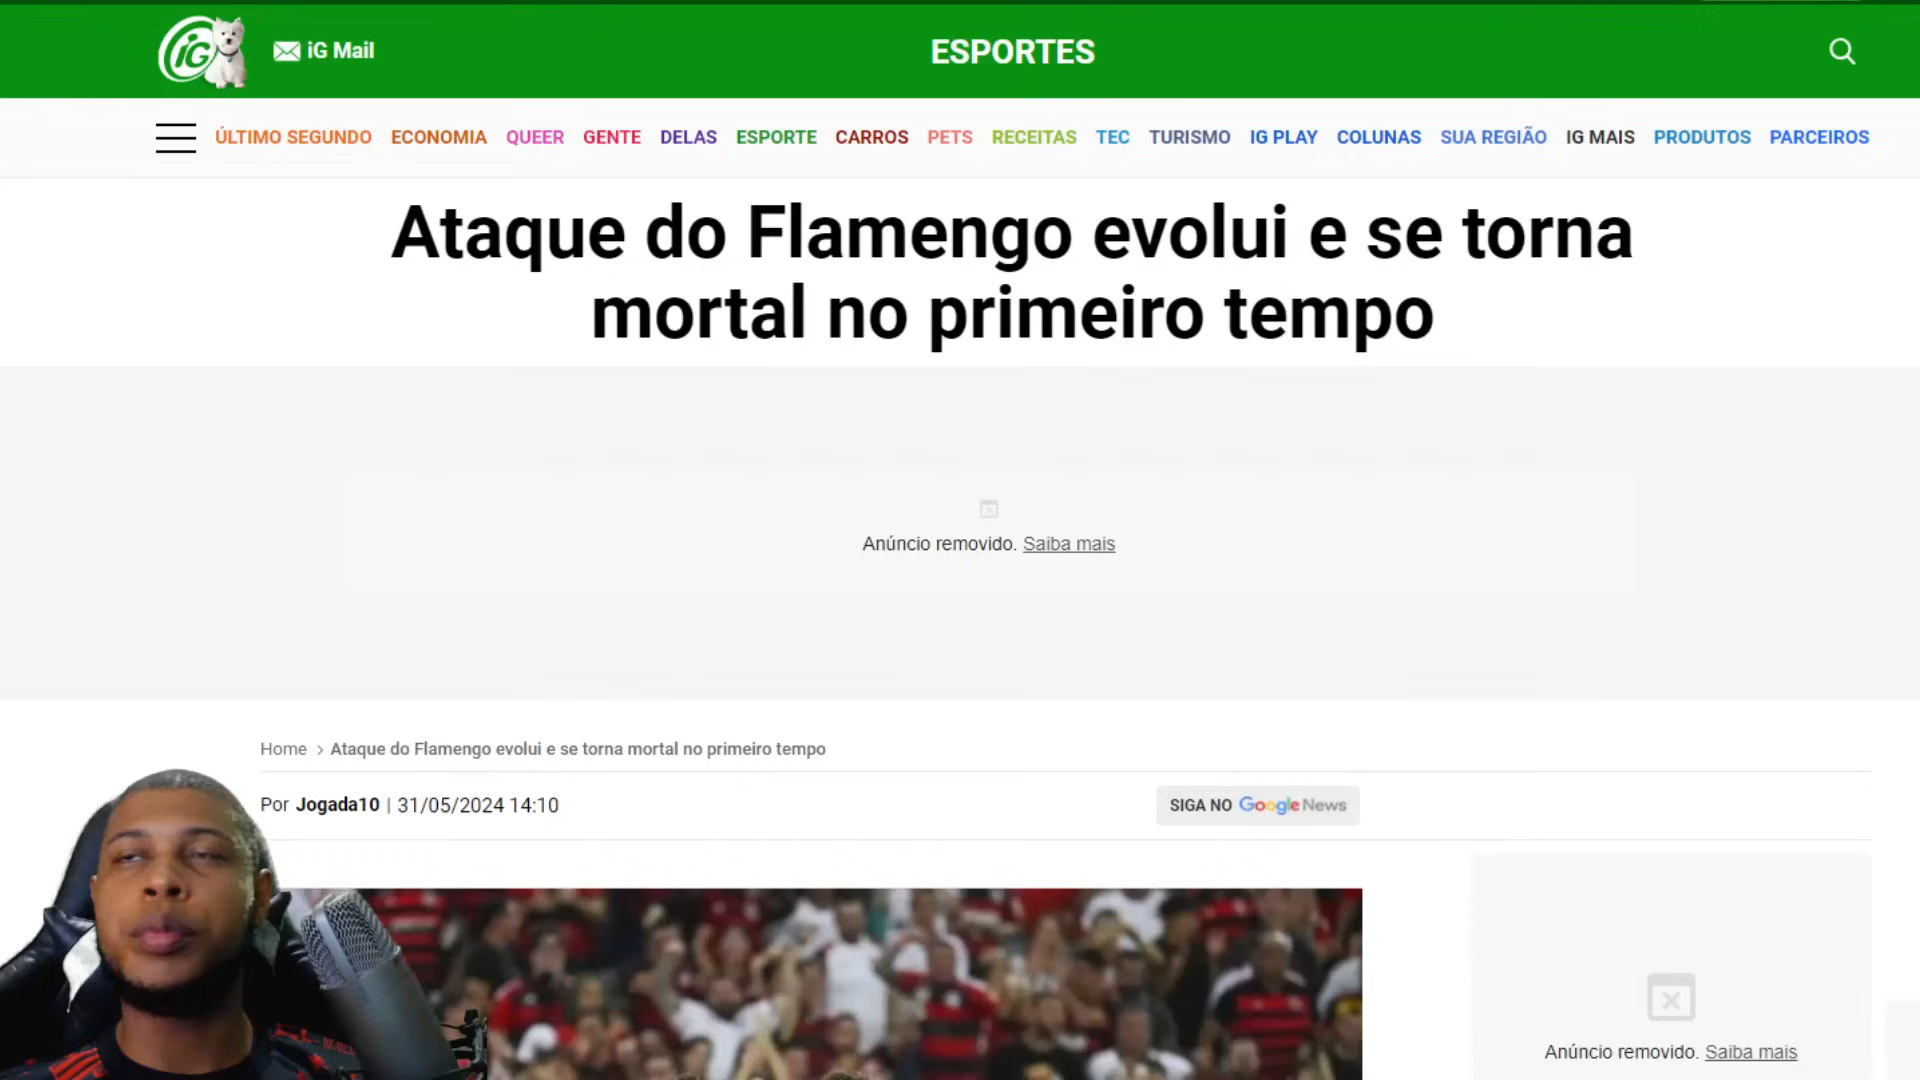 iG
iG Mail
ESPORTES
ÚLTIMO SEGUNDO ECONOMIA QUEER GENTE DELAS ESPORTE CARROS PETS RECEITAS TEC TURISMO IG PLAY COLUNAS SUA REGIÃO IG MAIS PRODUTOS PARCEIROS
Ataque do Flamengo evolui e se torna
mortal no primeiro tempo
Anúncio removido. Saiba mais
Home > Ataque do Flamengo evolui e se torna mortal no primeiro tempo
Por Jogada10 | 31/05/2024 14:10
SIGA NO Google News
Anúncio removido. Saiba mais